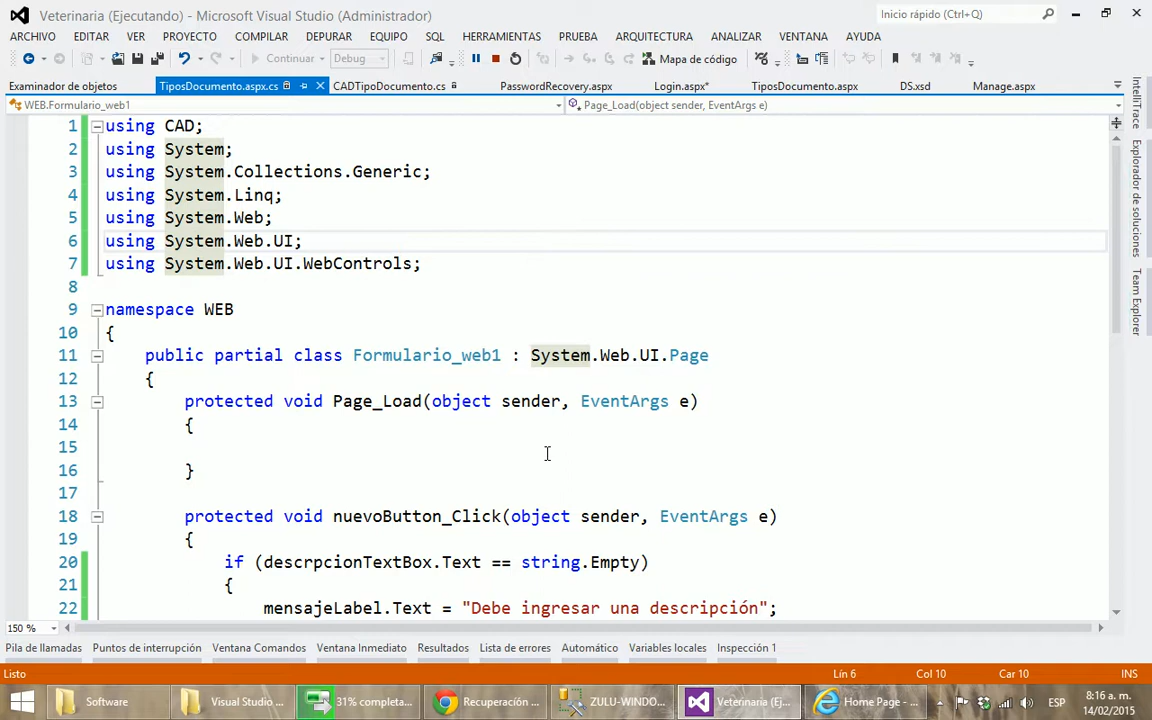 Veterinaria (Ejecutando) - Microsoft Visual Studio (Administrador)
Inicio rápido (Ctrl+Q)
ARCHIVO EDITAR VER PROYECTO COMPILAR DEPURAR EQUIPO SQL HERRAMIENTAS PRUEBA ARQUITECTURA ANALIZAR VENTANA AYUDA
Continuar Debug Mapa de código
Examinador de objetos TiposDocumento.aspx.cs CADTipoDocumento.cs PasswordRecovery.aspx Login.aspx* TiposDocumento.aspx DS.xsd Manage.aspx
WEB.Formulario_web1 Page_Load(object sender, EventArgs e)
1 using CAD;
2 using System;
3 using System.Collections.Generic;
4 using System.Linq;
5 using System.Web;
6 using System.Web.UI;
7 using System.Web.UI.WebControls;
8
9 namespace WEB
10 {
11 public partial class Formulario_web1 : System.Web.UI.Page
12 {
13 protected void Page_Load(object sender, EventArgs e)
14 {
15
16 }
17
18 protected void nuevoButton_Click(object sender, EventArgs e)
19 {
20 if (descrpcionTextBox.Text == string.Empty)
21 {
22 mensajeLabel.Text = "Debe ingresar una descripción";
IntelliTrace
Explorador de soluciones
Team Explorer
150 %
Pila de llamadas Puntos de interrupción Ventana Comandos Ventana Inmediato Resultados Lista de errores Automático Variables locales Inspección 1
Listo Lín 6 Col 10 Car 10 INS
Software Visual Studio ... 31% completa... Recuperación ... ZULU-WINDO... Veterinaria (Ej... Home Page - ... ESP 8:16 a. m.
14/02/2015